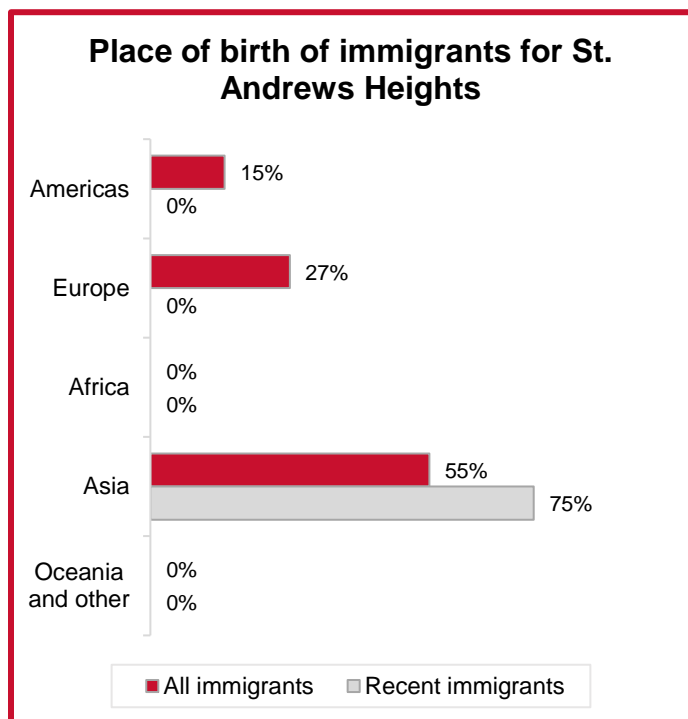 Place of birth of immigrants for St.
Andrews Heights
Americas
15%
0%
Europe
27%
0%
Africa
0%
0%
Asia
55%
75%
Oceania
and other
0%
0%
All immigrants
Recent immigrants